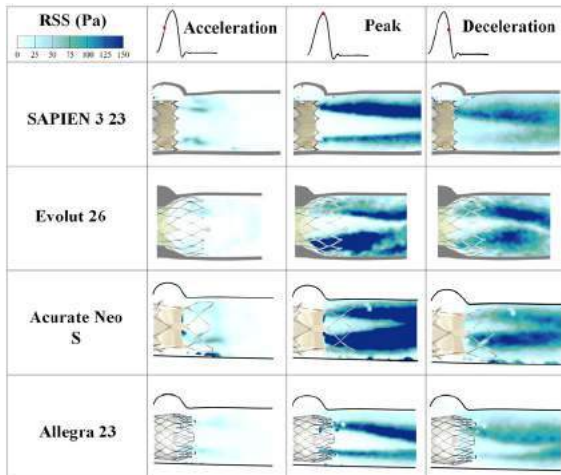 RSS (Pa)
0 25 50 75 100 125 150
Acceleration
Peak
Deceleration
SAPIEN 3 23
Evolut 26
Acurate Neo
S
Allegra 23